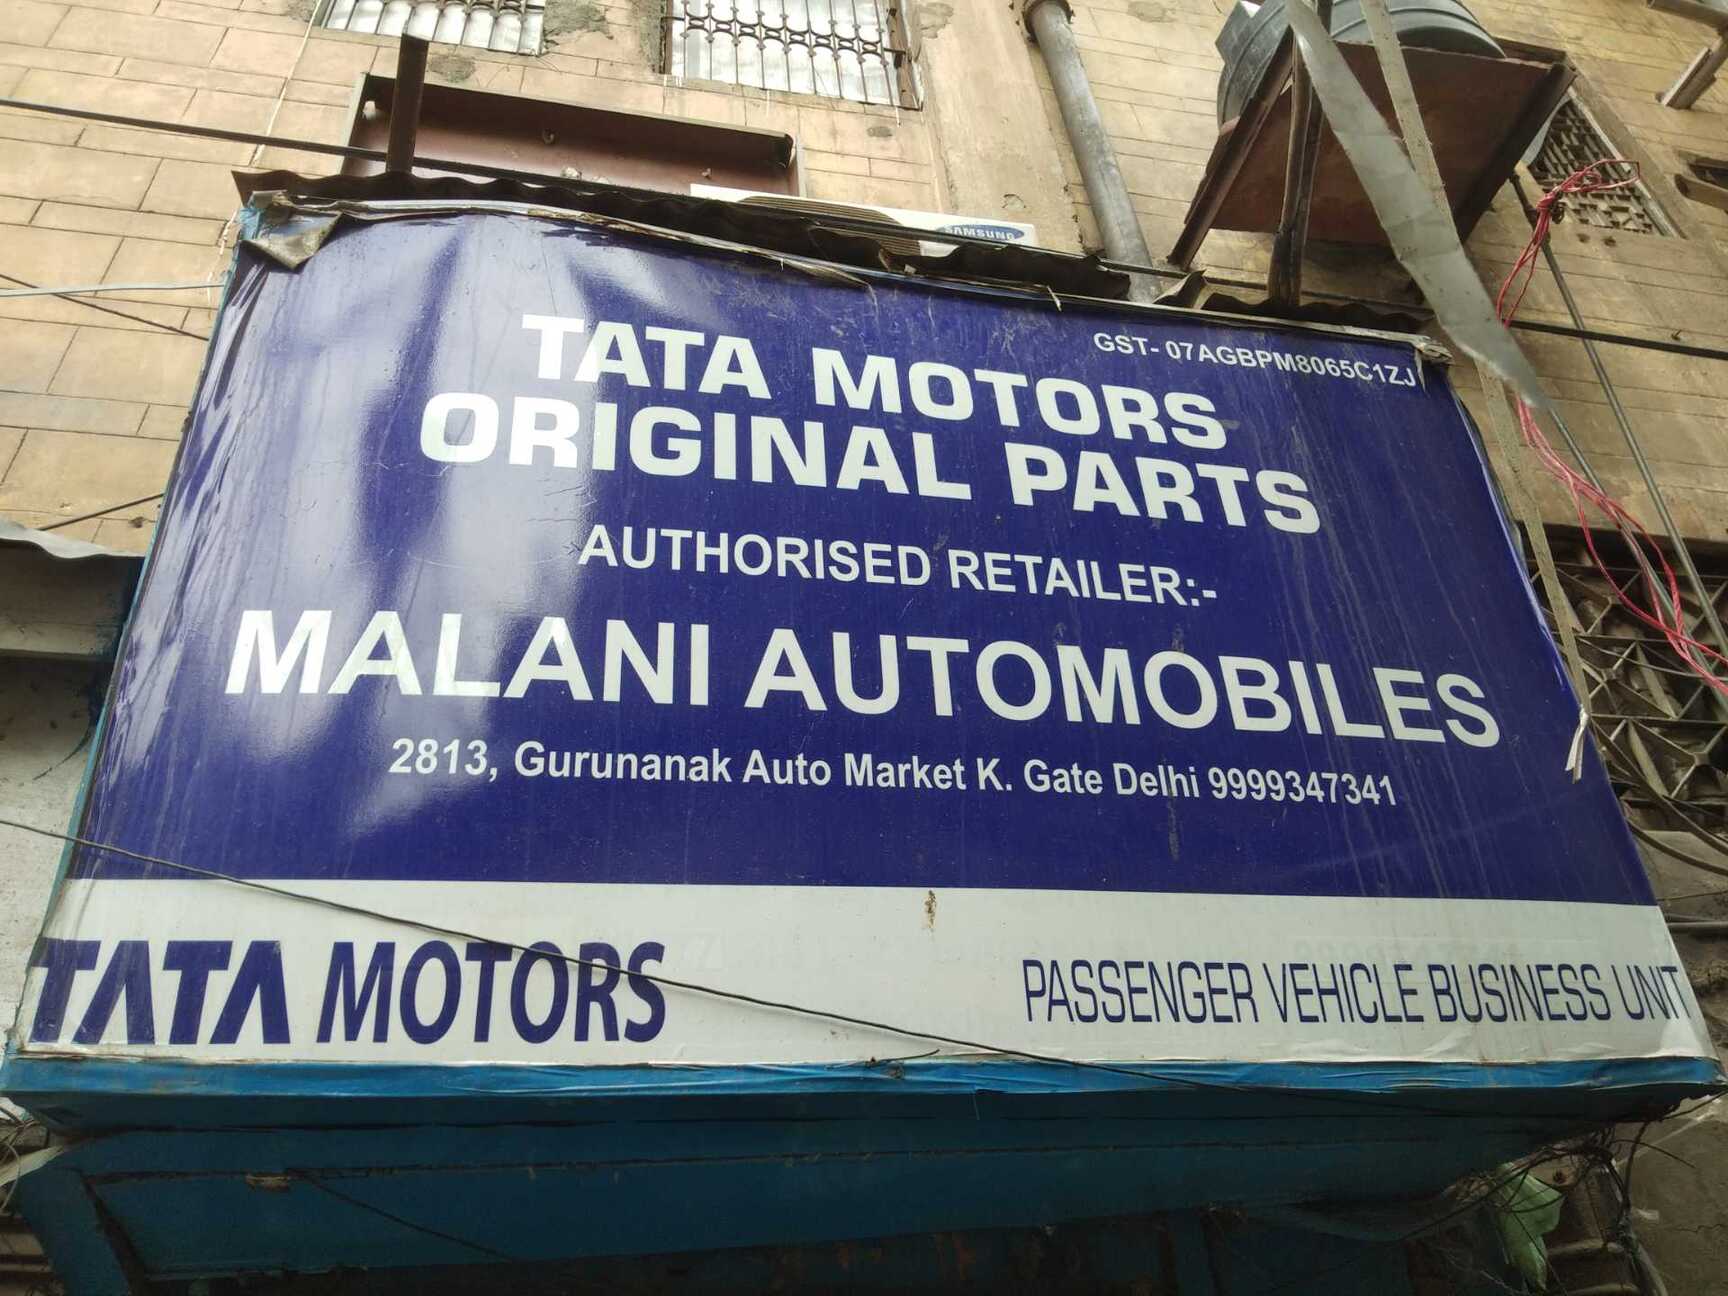 SAMSUNG
GST- 07AGBPM8065C1ZJ
TATA MOTORS
ORIGINAL PARTS
AUTHORISED RETAILER:-
MALANI AUTOMOBILES
2813, Gurunanak Auto Market K. Gate Delhi 9999347341
TATA MOTORS
PASSENGER VEHICLE BUSINESS UNIT